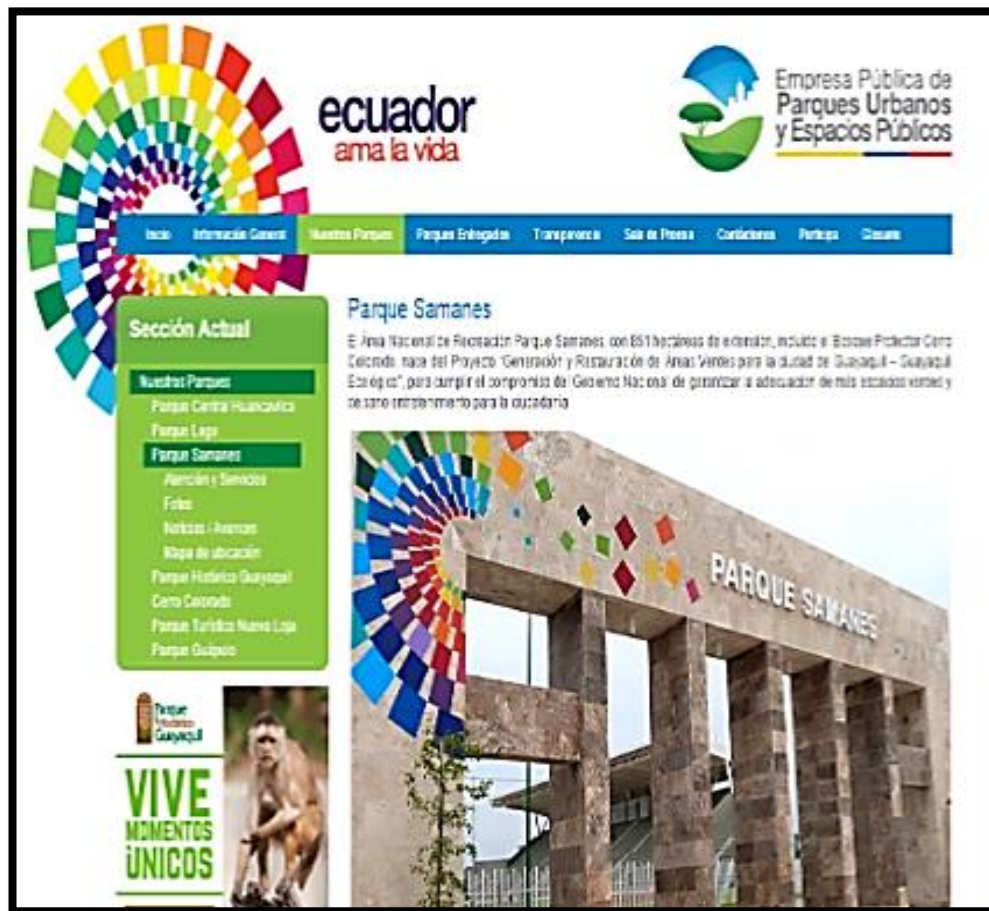 ecuador
ama la vida
Empresa Pública de
Parques Urbanos
y Espacios Públicos
Inicio Información General Nuestros Parques Parques Entregados Transparencia Sala de Prensa Contáctenos Participa Glosario
Sección Actual
Nuestros Parques
Parque Central Huancavilca
Parque Lago
Parque Samanes
Atención y Servicios
Fotos
Noticias / Avances
Mapa de ubicación
Parque Histórico Guayaquil
Cerro Colorado
Parque Turístico Nueva Loja
Parque Guápulo
Parque Samanes
El Área Nacional de Recreación Parque Samanes, con 851 hectáreas de extensión, incluido el Bosque Protector Cerro
Colorado, nace del Proyecto "Generación y Restauración de Áreas Verdes para la ciudad de Guayaquil – Guayaquil
Ecológico", para cumplir el compromiso del Gobierno Nacional de garantizar la adecuación de más espacios verdes y
de sano entretenimiento para la ciudadanía.
PARQUE SAMANES
Parque
Histórico
Guayaquil
VIVE
MOMENTOS
ÚNICOS